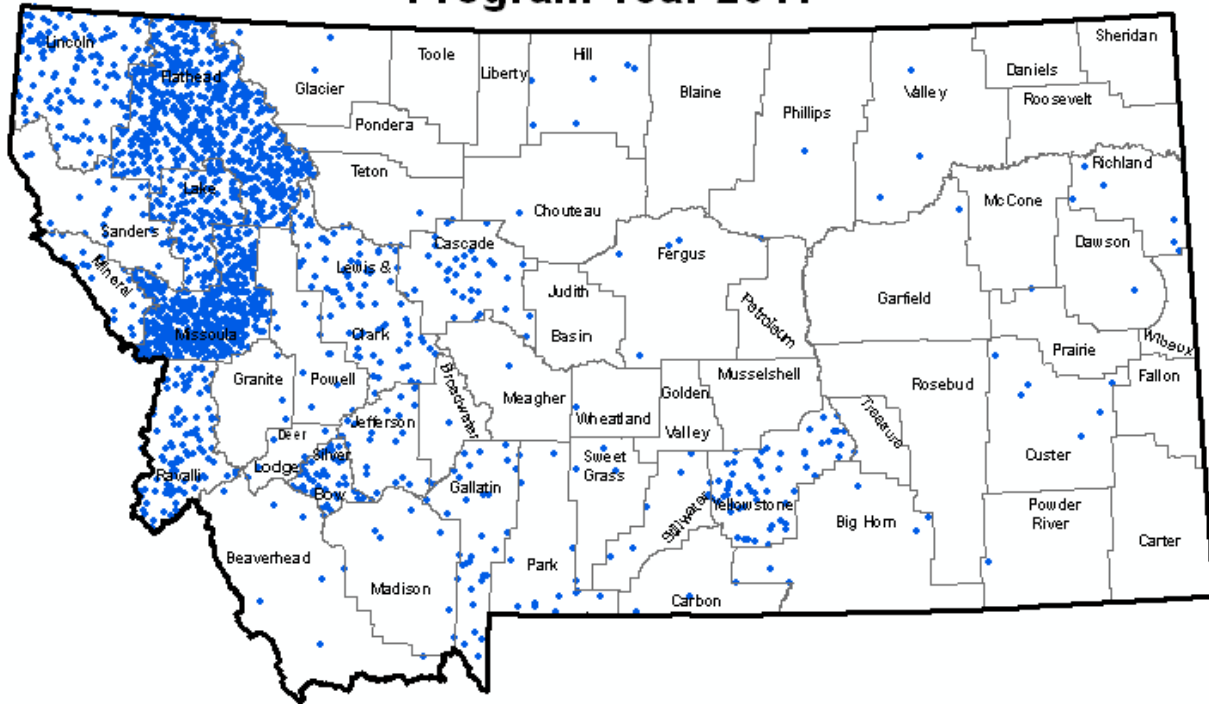 Program Year 2011
Lincoln
Flathead
Glacier
Toole
Liberty
Hill
Blaine
Phillips
Valley
Daniels
Sheridan
Roosevelt
Pondera
Teton
Chouteau
Richland
McCone
Dawson
Lake
Sanders
Mineral
Lewis &
Clark
Cascade
Fergus
Judith
Basin
Petroleum
Garfield
Prairie
Wibaux
Missoula
Granite
Powell
Broadwater
Meagher
Wheatland
Golden
Valley
Musselshell
Rosebud
Treasure
Fallon
Custer
Deer
Lodge
Jefferson
Silver
Bow
Ravalli
Gallatin
Sweet
Grass
Stillwater
Yellowstone
Big Horn
Powder
River
Carter
Beaverhead
Madison
Park
Carbon